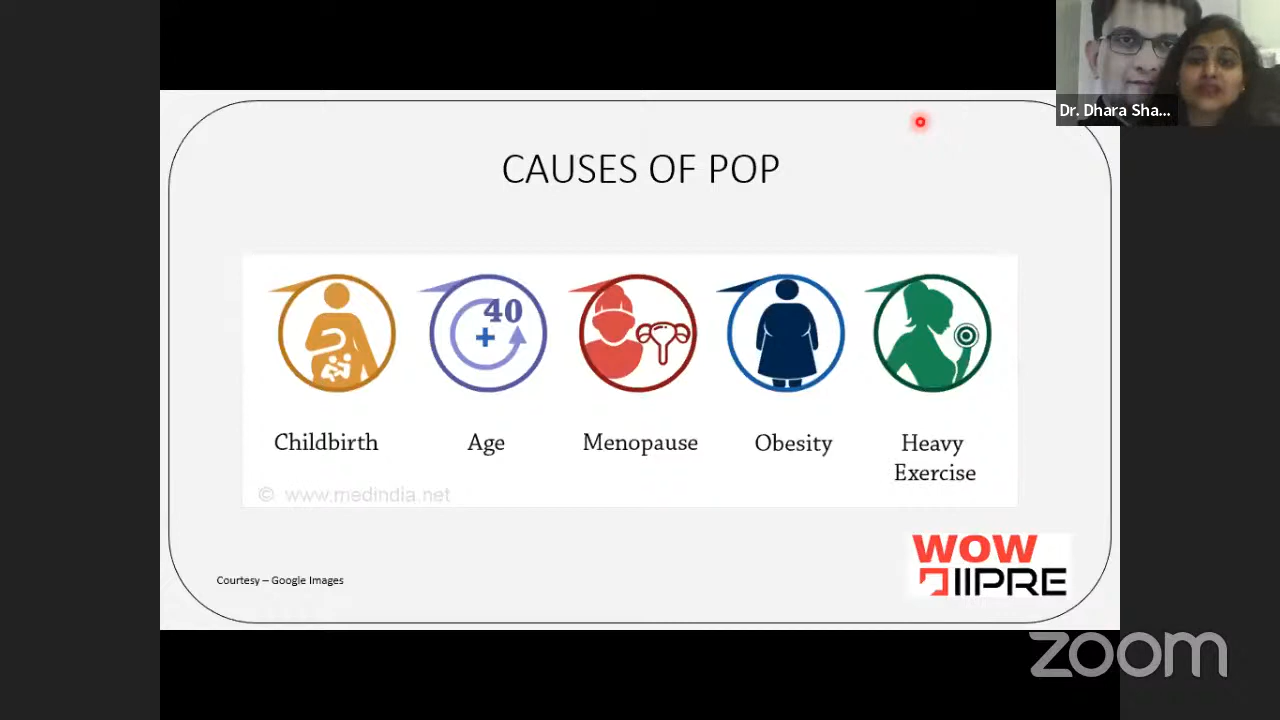 Dr. Dhara Sha...
CAUSES OF POP
40
+
Childbirth
Age
Menopause
Obesity
Heavy
Exercise
© www.medindia.net
Courtesy – Google Images
WOW
IIPRE
zoom